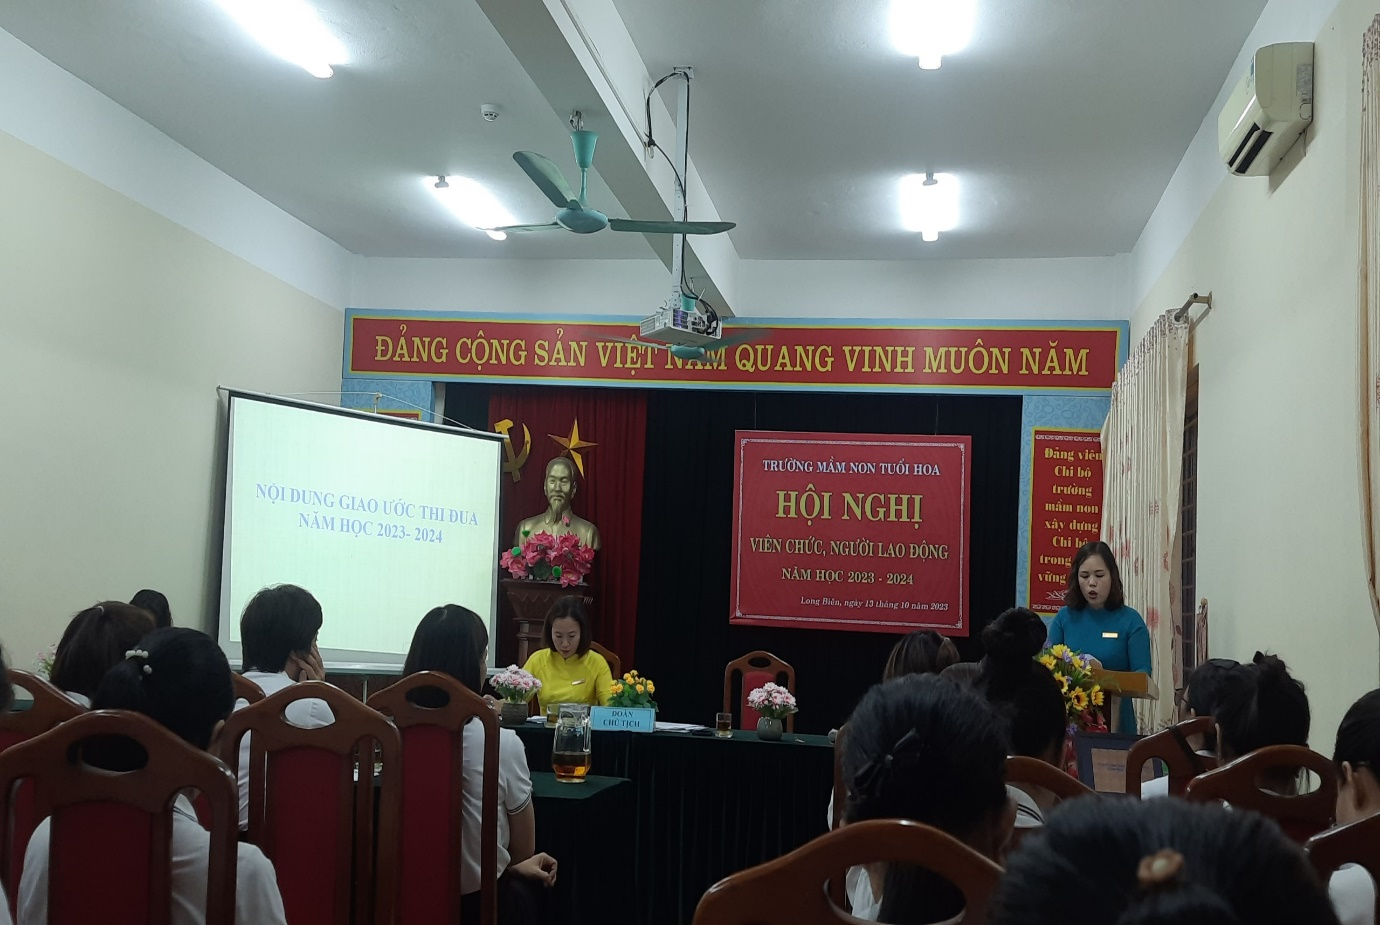 ĐẢNG CỘNG SẢN VIỆT NAM QUANG VINH MUÔN NĂM
NỘI DUNG GIAO ƯỚC THI ĐUA
NĂM HỌC 2023- 2024
TRƯỜNG MẦM NON TUỔI HOA
HỘI NGHỊ
VIÊN CHỨC, NGƯỜI LAO ĐỘNG
NĂM HỌC 2023 - 2024
Long Biên, ngày 13 tháng 10 năm 2023
Đảng viên
Chi bộ
trường
mầm non
xây dựng
Chi bộ
trong
vững
ĐOÀN
CHỦ TỊCH